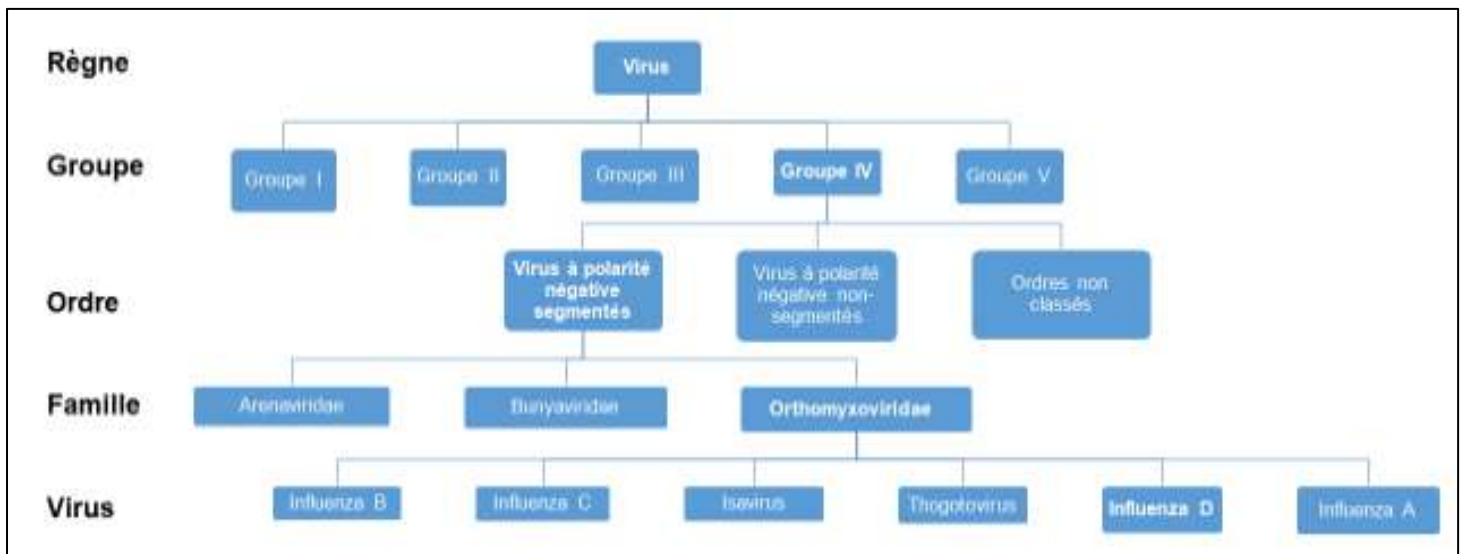 Règne
Virus
Groupe
Groupe I
Groupe II
Groupe III
Groupe IV
Groupe V
Ordre
Virus à polarité
négative
segmentés
Virus à polarité
négative non-
segmentés
Ordres non
classés
Famille
Arenaviridae
Bunyaviridae
Orthomyxoviridae
Virus
Influenza B
Influenza C
Isavirus
Thogotovirus
Influenza D
Influenza A